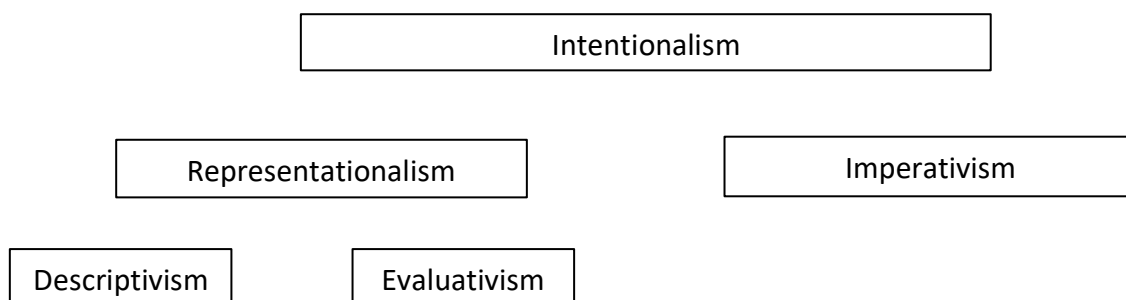 Intentionalism
Representationalism
Imperativism
Descriptivism
Evaluativism